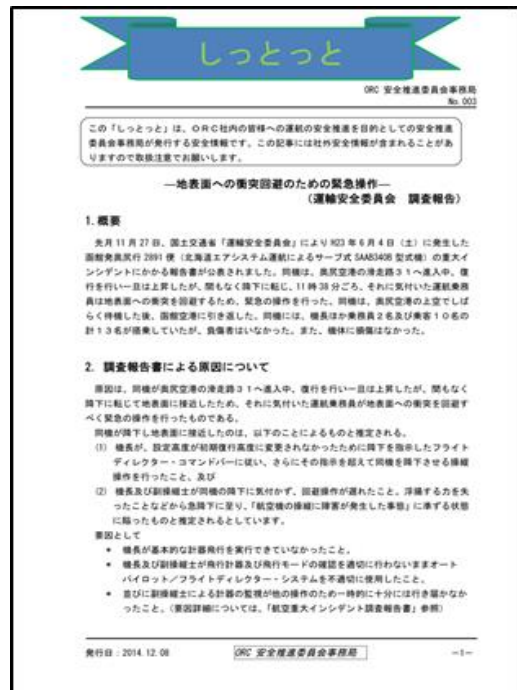 しっとっと
ORC 安全推進委員会事務局
No.003
この「しっとっと」は、ORC社内の皆様への運航の安全推進を目的としての安全推進
委員会事務局が発行する安全情報です。この記事には社外安全情報が含まれることがあ
りますので取扱注意でお願いします。
―地表面への衝突回避のための緊急操作―
(運輸安全委員会 調査報告)
1. 概要
先月11月27日、国土交通省「運輸安全委員会」によりH23年6月4日(土)に発生した
函館発奥尻行2891便(北海道エアシステム運航によるサーブ式SAAB340B型式機)の重大イ
ンシデントにかかる報告書が公表されました。同機は、奥尻空港の滑走路31へ進入中、復
行を行い一旦は上昇したが、間もなく降下に転じ、11時38分ごろ、それに気付いた運航乗務
員は地表面への衝突を回避するため、緊急の操作を行った。同機は、奥尻空港の上空でしば
らく待機した後、函館空港に引き返した。同機には、機長ほか乗務員2名及び乗客10名の
計13名が搭乗していたが、負傷者はいなかった。また、機体に損傷はなかった。
2. 調査報告書による原因について
原因は、同機が奥尻空港の滑走路31へ進入中、復行を行い一旦は上昇したが、間もなく
降下に転じて地表面に接近したため、それに気付いた運航乗務員が地表面への衝突を回避す
べく緊急の操作を行ったものである。
同機が降下し地表面に接近したのは、以下のことによるものと推定される。
(1) 機長が、設定高度が初期復行高度に変更されなかったために降下を指示したフライト
ディレクター・コマンドバーに従い、さらにその指示を超えて同機を降下させる操縦
操作を行ったこと、及び
(2) 機長及び副操縦士が同機の降下に気付かず、回避操作が遅れたこと。浮揚する力を失
ったことなどから急降下に至り、「航空機の操縦に障害が発生した事態」に準ずる状態
に陥ったものと推定されるとしています。
要因として
• 機長が基本的な計器飛行を実行できていなかったこと。
• 機長及び副操縦士が飛行計器及び飛行モードの確認を適切に行わないままオート
パイロット/フライトディレクター・システムを不適切に使用したこと。
• 並びに副操縦士による計器の監視が他の操作のため一時的に十分には行き届かなか
ったこと。(要因詳細については、「航空重大インシデント調査報告書」参照)
発行日:2014.12.08
ORC 安全推進委員会事務局
-1-